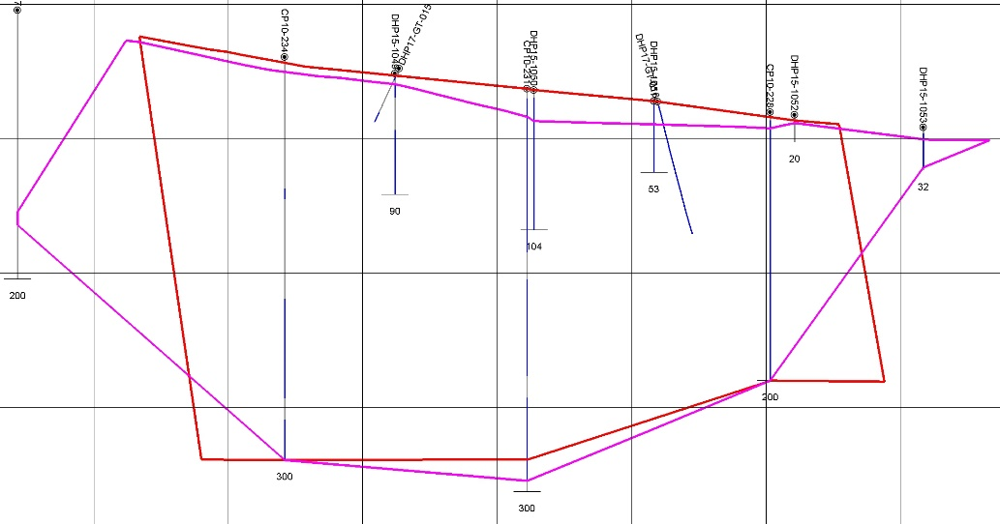 CP10-234
DHP15-1049
DHP17-GT-015
CP10-231
DHP15-1050
DHP17-GT-016
DHP15-1051
CP10-228
DHP15-1052
DHP15-1053
20
53
32
90
104
200
200
300
300